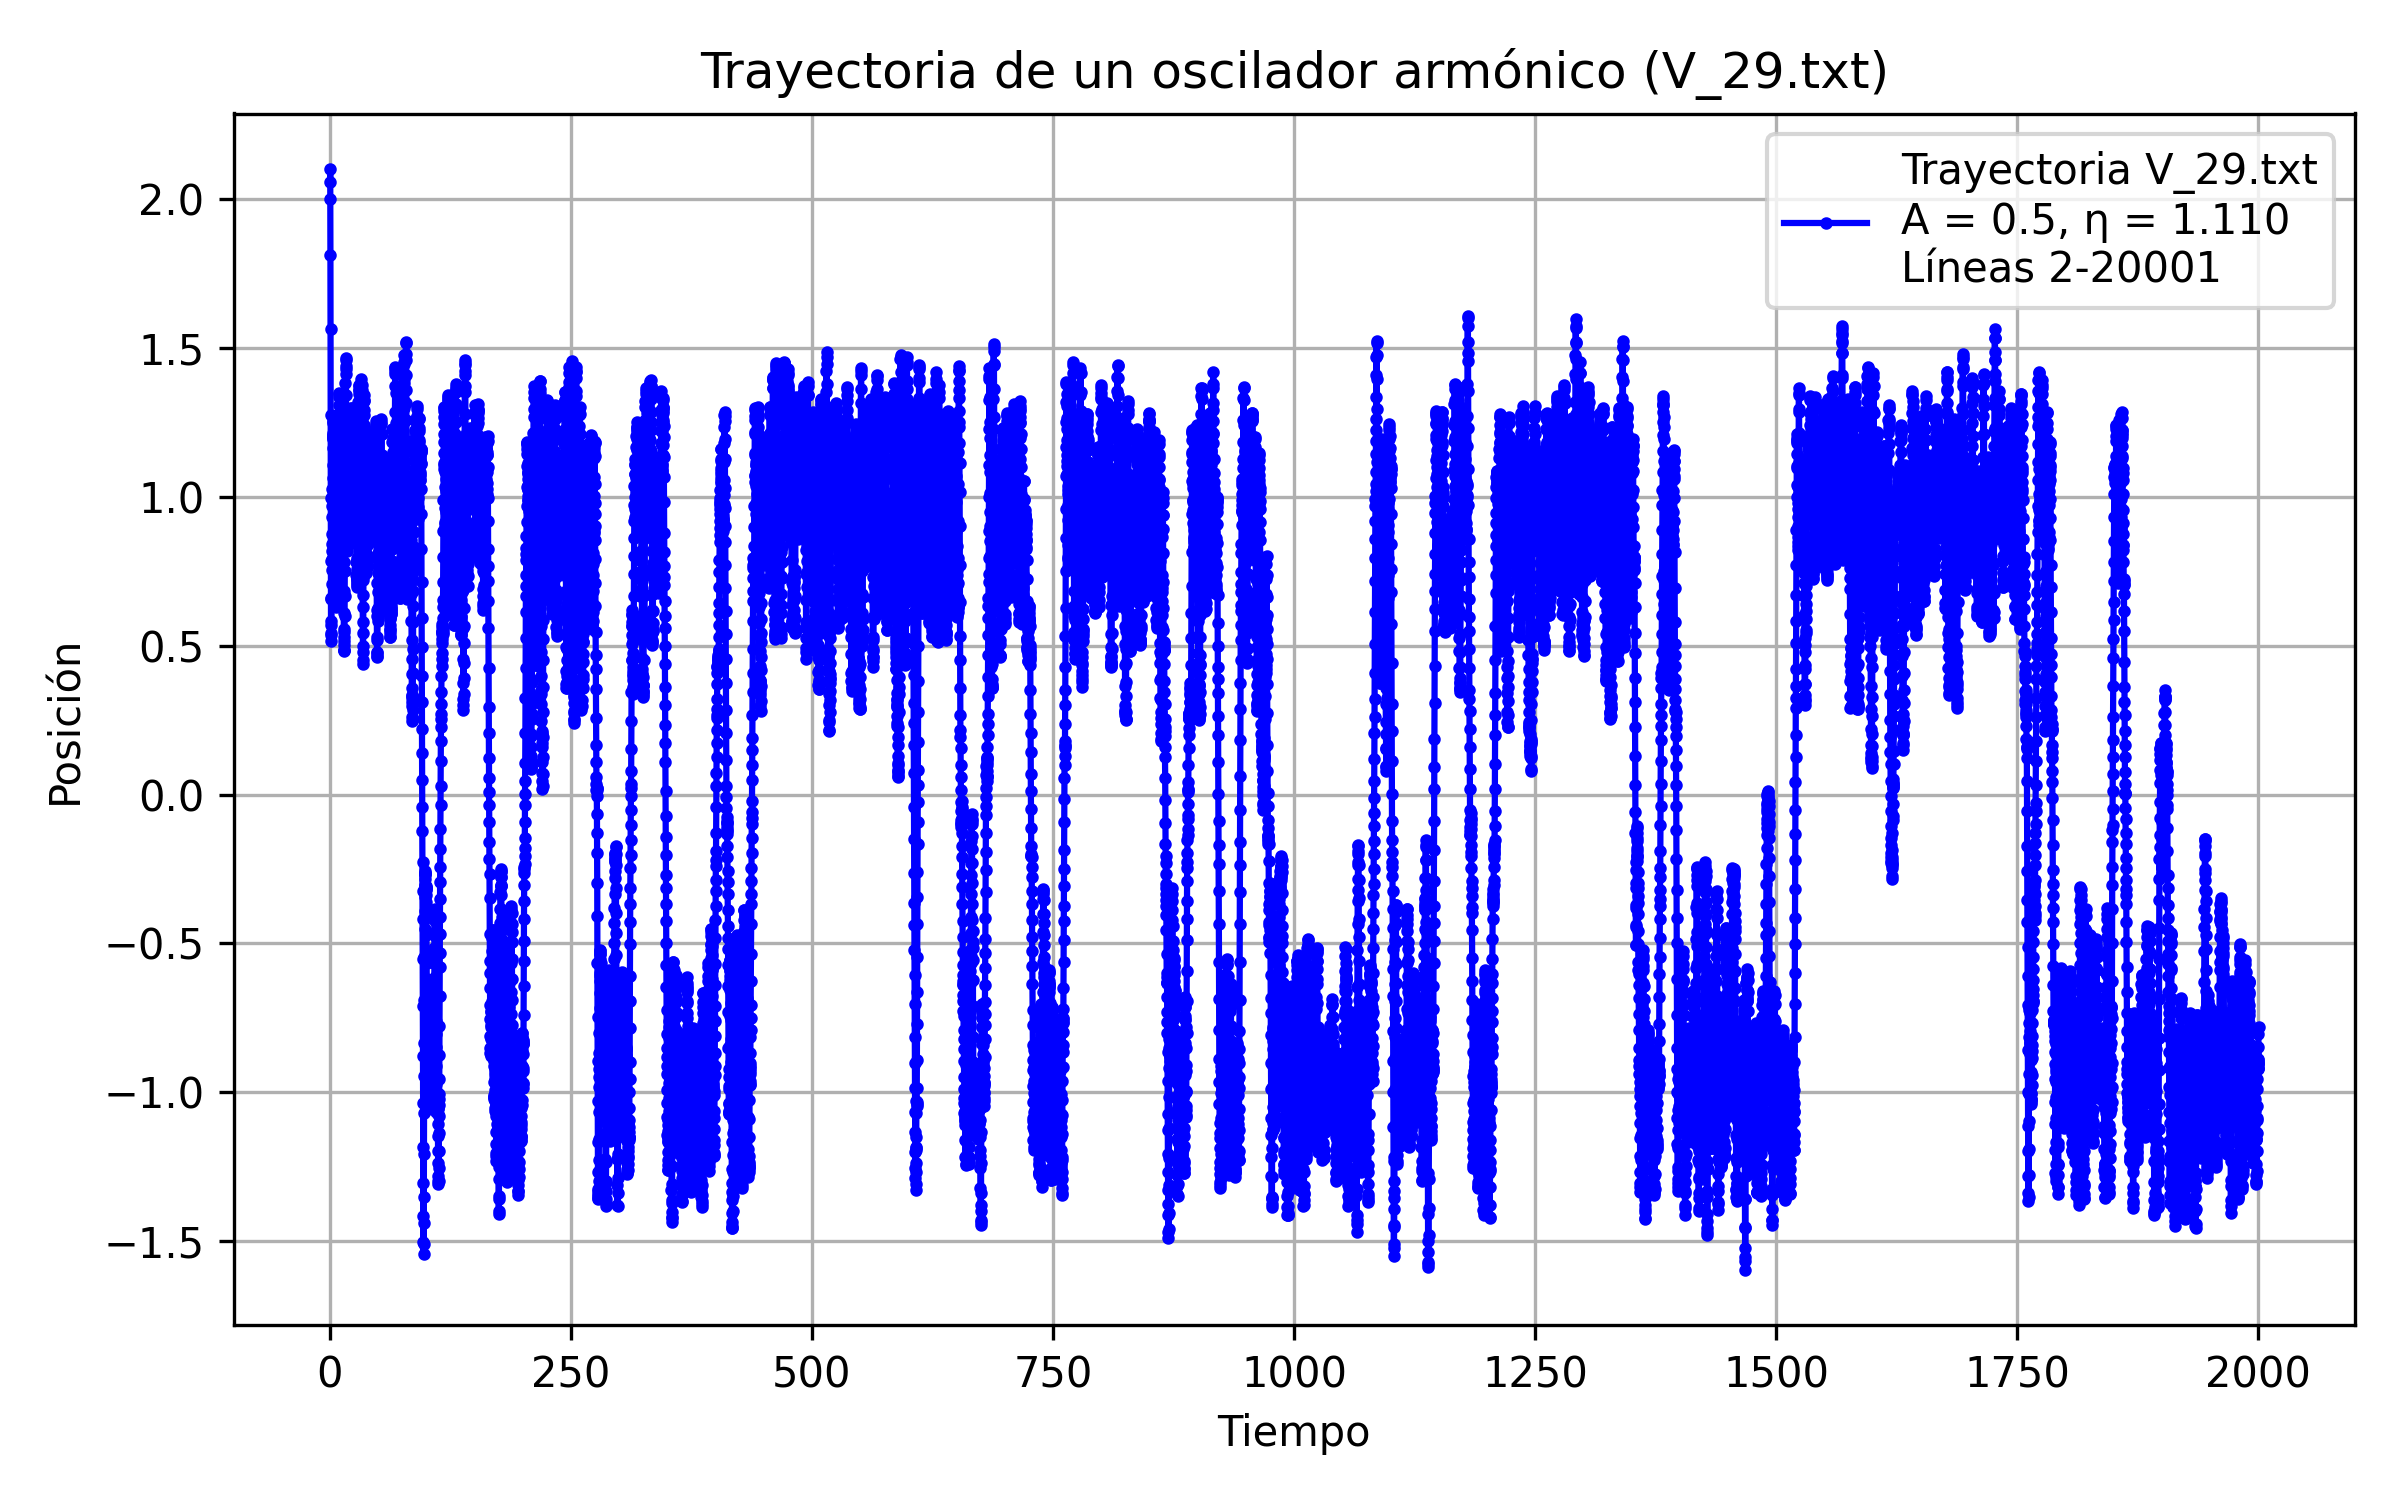 Trayectoria de un oscilador armónico (V_29.txt)
Trayectoria V_29.txt
A = 0.5, η = 1.110
Líneas 2-20001
Posición
2.0
1.5
1.0
0.5
0.0
−0.5
−1.0
−1.5
0 250 500 750 1000 1250 1500 1750 2000
Tiempo